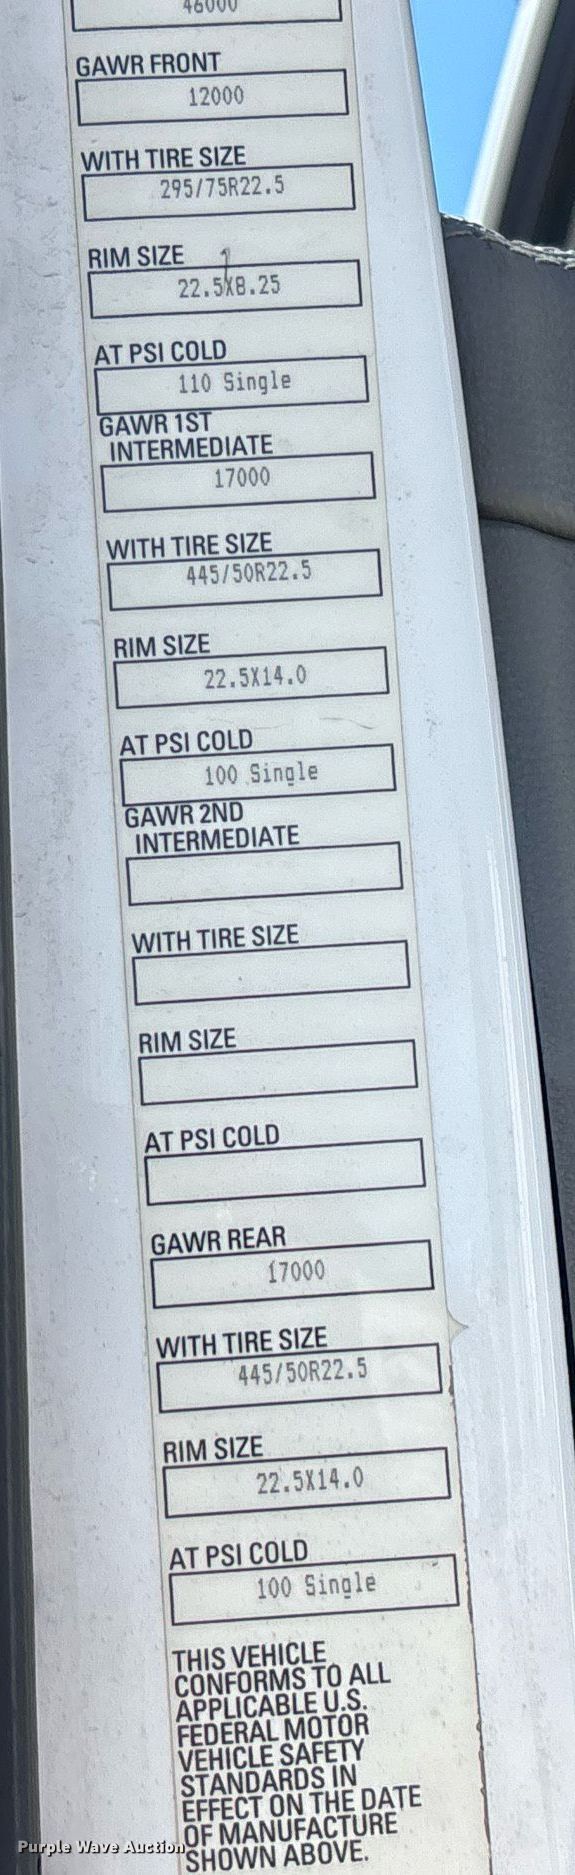 46000
GAWR FRONT
12000
WITH TIRE SIZE
295/75R22.5
RIM SIZE
22.5X8.25
AT PSI COLD
110 Single
GAWR 1ST
INTERMEDIATE
17000
WITH TIRE SIZE
445/50R22.5
RIM SIZE
22.5X14.0
AT PSI COLD
100 Single
GAWR 2ND
INTERMEDIATE
WITH TIRE SIZE
RIM SIZE
AT PSI COLD
GAWR REAR
17000
WITH TIRE SIZE
445/50R22.5
RIM SIZE
22.5X14.0
AT PSI COLD
100 Single
THIS VEHICLE
CONFORMS TO ALL
APPLICABLE U.S.
FEDERAL MOTOR
VEHICLE SAFETY
STANDARDS IN
EFFECT ON THE DATE
OF MANUFACTURE
SHOWN ABOVE.
Purple Wave Auction